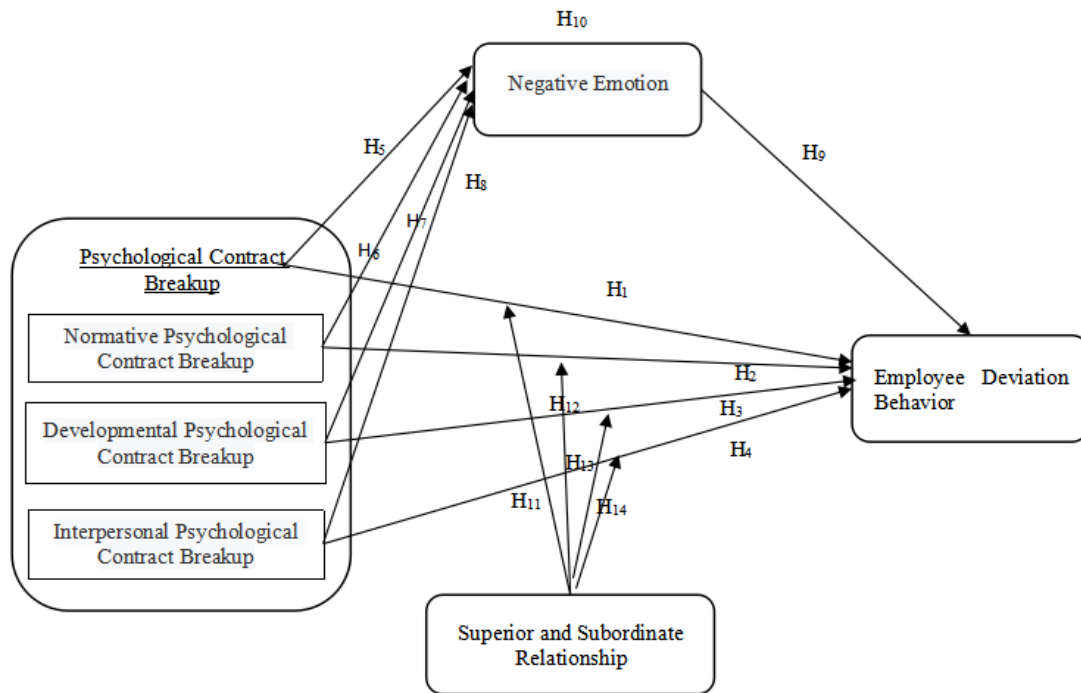 H₁₀
Negative Emotion
H₅
H₉
H₈
H₇
H₆
Psychological Contract
Breakup
H₁
Normative Psychological
Contract Breakup
H₂
Employee Deviation
Behavior
H₁₂
H₃
Developmental Psychological
Contract Breakup
H₄
H₁₃
H₁₁
H₁₄
Interpersonal Psychological
Contract Breakup
Superior and Subordinate
Relationship